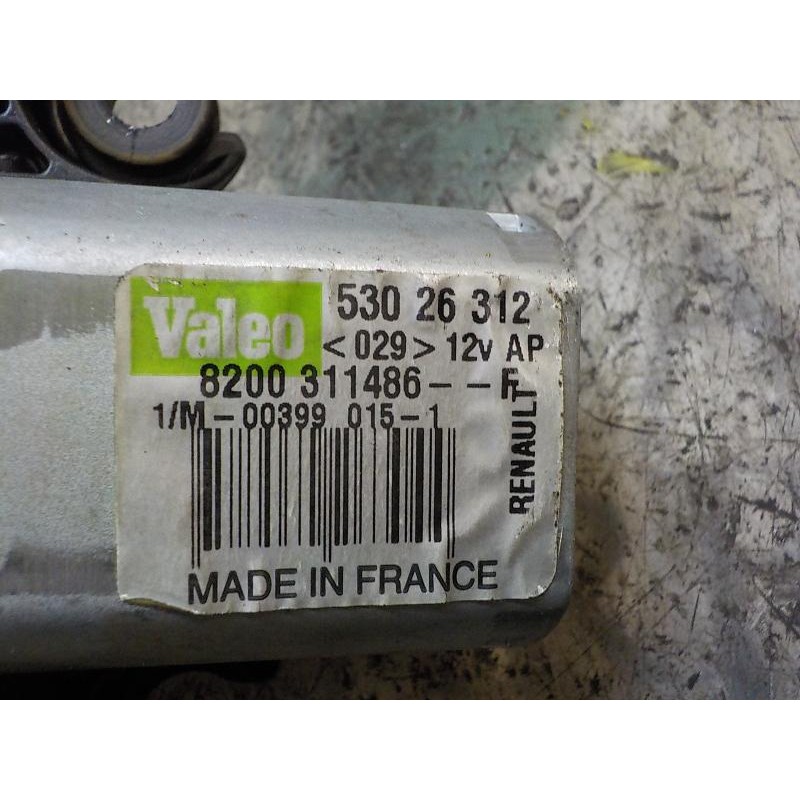 Valeo 530 26 312
<029> 12v AP
8200 311486--F
1/M-00399 015-1
RENAULT
MADE IN FRANCE